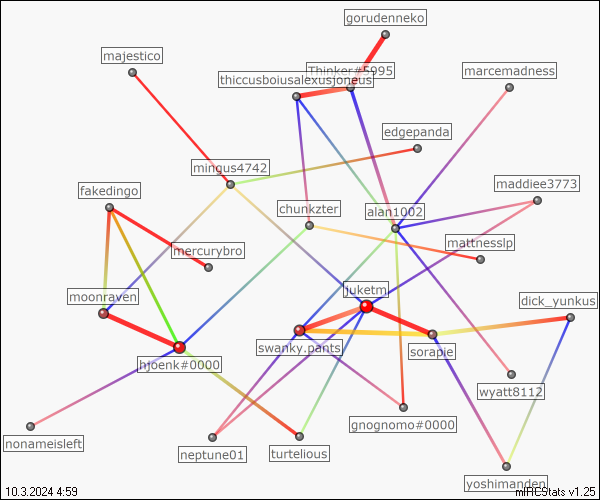 gorudenneko
majestico
Thinker#5995
thiccusboiusalexusjoneus
marcemadness
edgepanda
mingus4742
fakedingo
maddiee3773
chunkzter
alan1002
mercurybro
mattnesslp
juketm
moonraven
dick_yunkus
swanky.pants
sorapie
hjoenk#0000
wyatt8112
gnognomo#0000
nonameisleft
neptune01
turtelious
yoshimanden
10.3.2024 4:59
mIRCStats v1.25